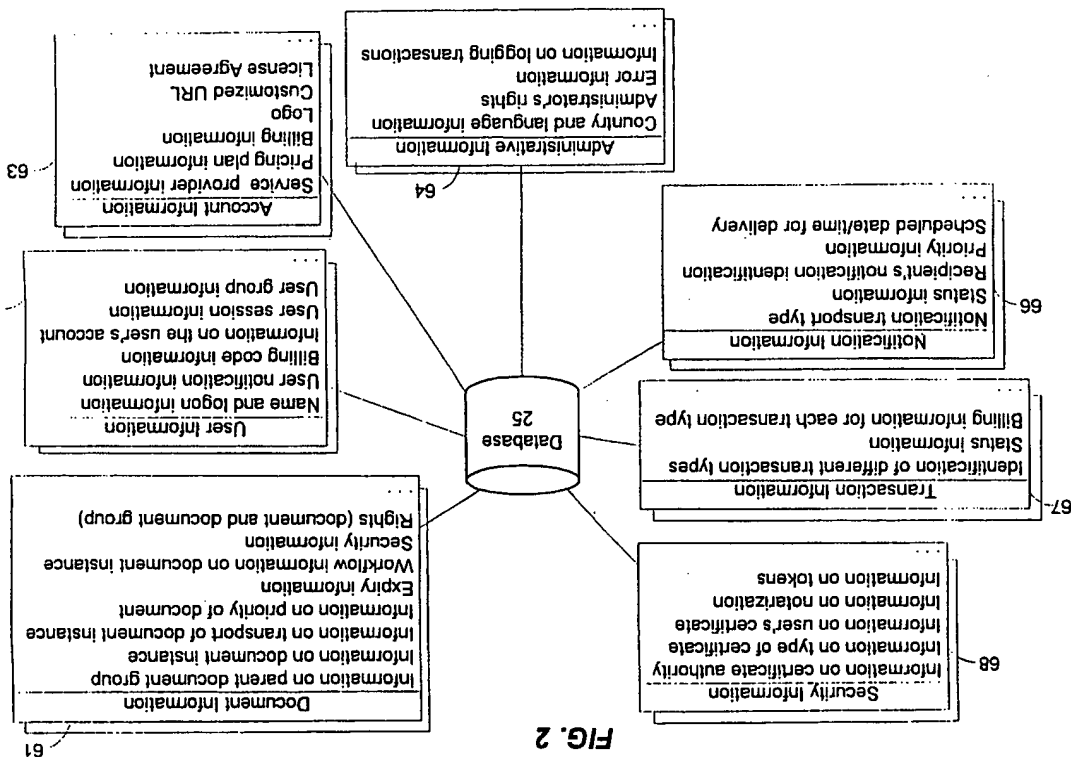 FIG. 2
61
Security Information
Information on certificate authority
Information on type of certificate
Information on user's certificate
Information on notarization
Information on tokens
...
68
Document Information
Information on parent document group
Information on document instance
Information on transport of document instance
Information on priority of document
Expiry information
Workflow information on document instance
Security information
Rights (document and document group)
...
67
Transaction Information
Identification of different transaction types
Status information
Billing information for each transaction type
...
Database
25
User Information
Name and logon information
User notification information
Billing code information
Information on the user's account
User session information
User group information
...
66
Notification Information
Notification transport type
Status information
Recipient's notification identification
Priority information
Scheduled date/time for delivery
...
64
Administrative Information
Country and language information
Administrator's rights
Error information
Information on logging transactions
...
63
Account Information
Service provider information
Pricing plan information
Billing information
Logo
Customized URL
License Agreement
...